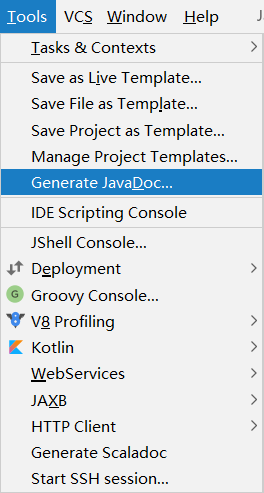 Tools VCS Window Help
Tasks & Contexts
Save as Live Template...
Save File as Template...
Save Project as Template...
Manage Project Templates...
Generate JavaDoc...
IDE Scripting Console
JShell Console...
Deployment
G Groovy Console...
V8 Profiling
Kotlin
WebServices
JAXB
HTTP Client
Generate Scaladoc
Start SSH session...